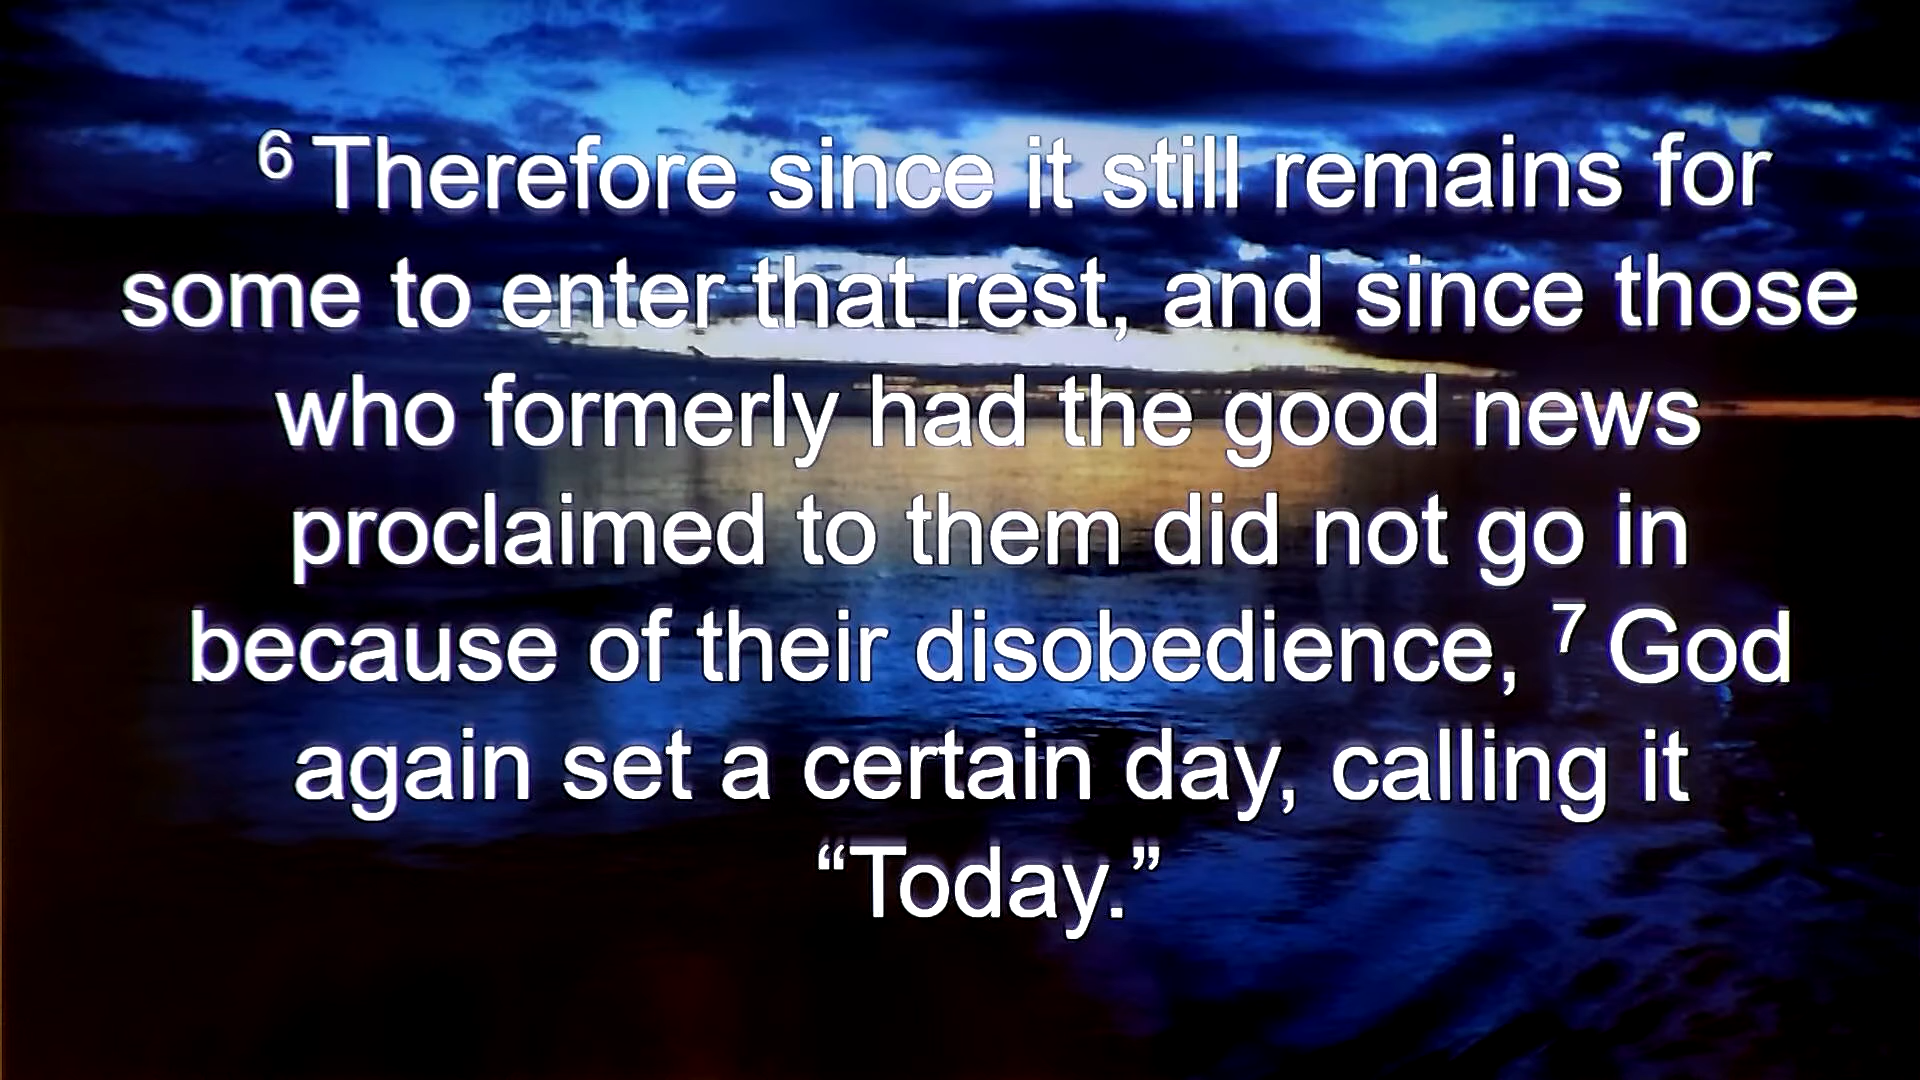 6 Therefore since it still remains for
some to enter that rest, and since those
who formerly had the good news
proclaimed to them did not go in
because of their disobedience, 7 God
again set a certain day, calling it
“Today.”